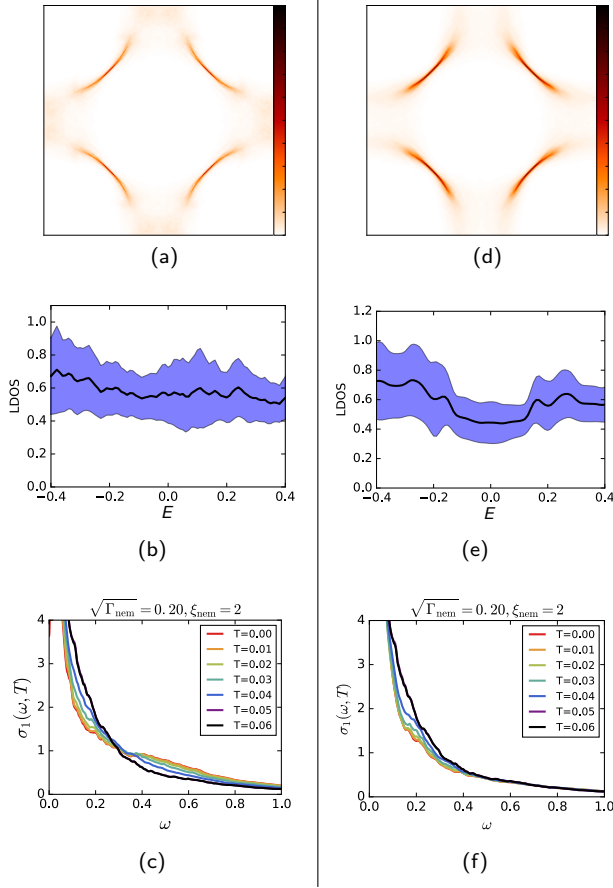 (a)
1.0
0.8
0.6
0.4
0.2
0.0
LDOS
−0.4 −0.2 0.0 0.2 0.4
E
(b)
√Γnem = 0.20, ξnem = 2
4
3
2
1
0
σ1(ω, T)
T=0.00
T=0.01
T=0.02
T=0.03
T=0.04
T=0.05
T=0.06
0.0 0.2 0.4 0.6 0.8 1.0
ω
(c)
(d)
1.2
1.0
0.8
0.6
0.4
0.2
0.0
LDOS
−0.4 −0.2 0.0 0.2 0.4
E
(e)
√Γnem = 0.20, ξnem = 2
4
3
2
1
0
σ1(ω, T)
T=0.00
T=0.01
T=0.02
T=0.03
T=0.04
T=0.05
T=0.06
0.0 0.2 0.4 0.6 0.8 1.0
ω
(f)